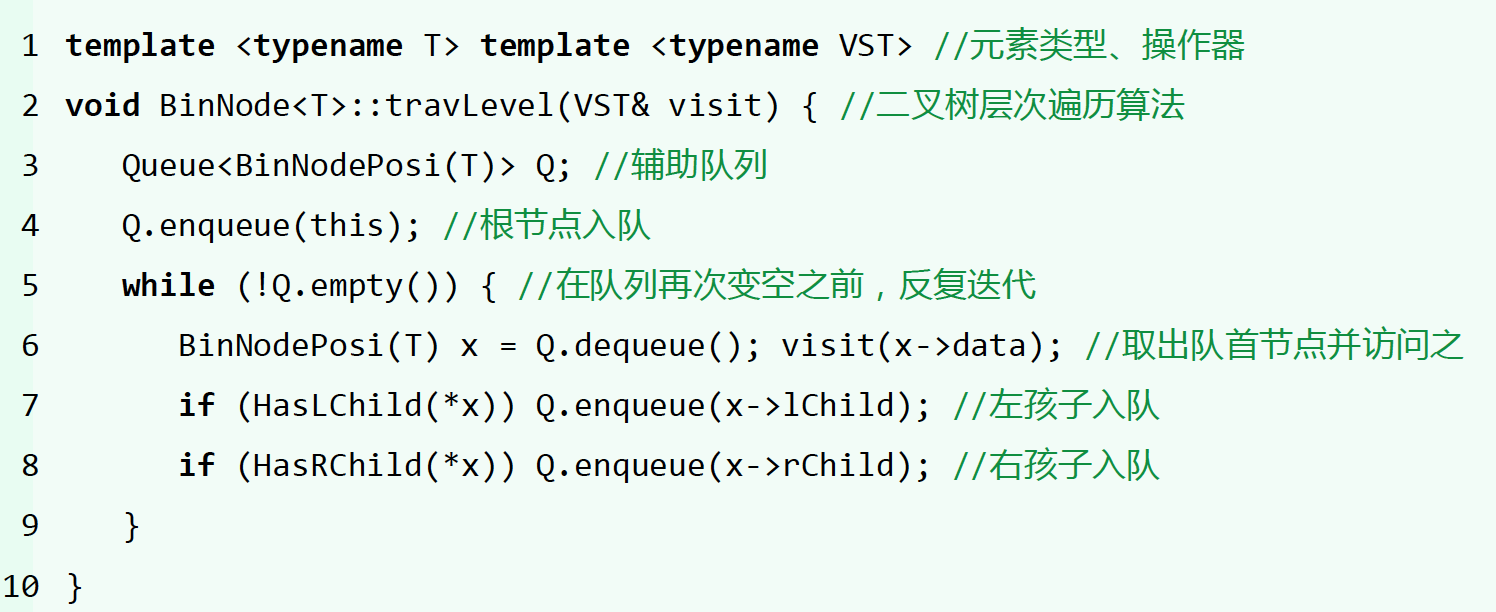 1 template <typename T> template <typename VST> //元素类型、操作器
2 void BinNode<T>::travLevel(VST& visit) { //二叉树层次遍历算法
3    Queue<BinNodePosi(T)> Q; //辅助队列
4    Q.enqueue(this); //根节点入队
5    while (!Q.empty()) { //在队列再次变空之前，反复迭代
6       BinNodePosi(T) x = Q.dequeue(); visit(x->data); //取出队首节点并访问之
7       if (HasLChild(*x)) Q.enqueue(x->lChild); //左孩子入队
8       if (HasRChild(*x)) Q.enqueue(x->rChild); //右孩子入队
9    }
10 }